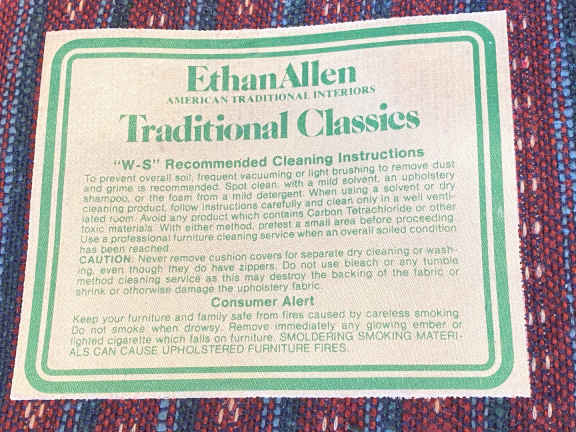 EthanAllen
AMERICAN TRADITIONAL INTERIORS
Traditional Classics
"W-S" Recommended Cleaning Instructions
To prevent overall soil, frequent vacuuming or light brushing to remove dust
and grime is recommended. Spot clean, with a mild solvent, an upholstery
shampoo, or the foam from a mild detergent. When using a solvent or dry
cleaning product, follow instructions carefully and clean only in a well venti-
lated room. Avoid any product which contains Carbon Tetrachloride or other
toxic materials. With either method, pretest a small area before proceeding.
Use a professional furniture cleaning service when an overall soiled condition
has been reached.
CAUTION: Never remove cushion covers for separate dry cleaning or wash-
ing, even though they do have zippers. Do not use bleach or any tumble
method cleaning service as this may destroy the backing of the fabric or
shrink or otherwise damage the upholstery fabric.
Consumer Alert
Keep your furniture and family safe from fires caused by careless smoking.
Do not smoke when drowsy. Remove immediately any glowing ember or
lighted cigarette which falls on furniture. SMOLDERING SMOKING MATERI-
ALS CAN CAUSE UPHOLSTERED FURNITURE FIRES.